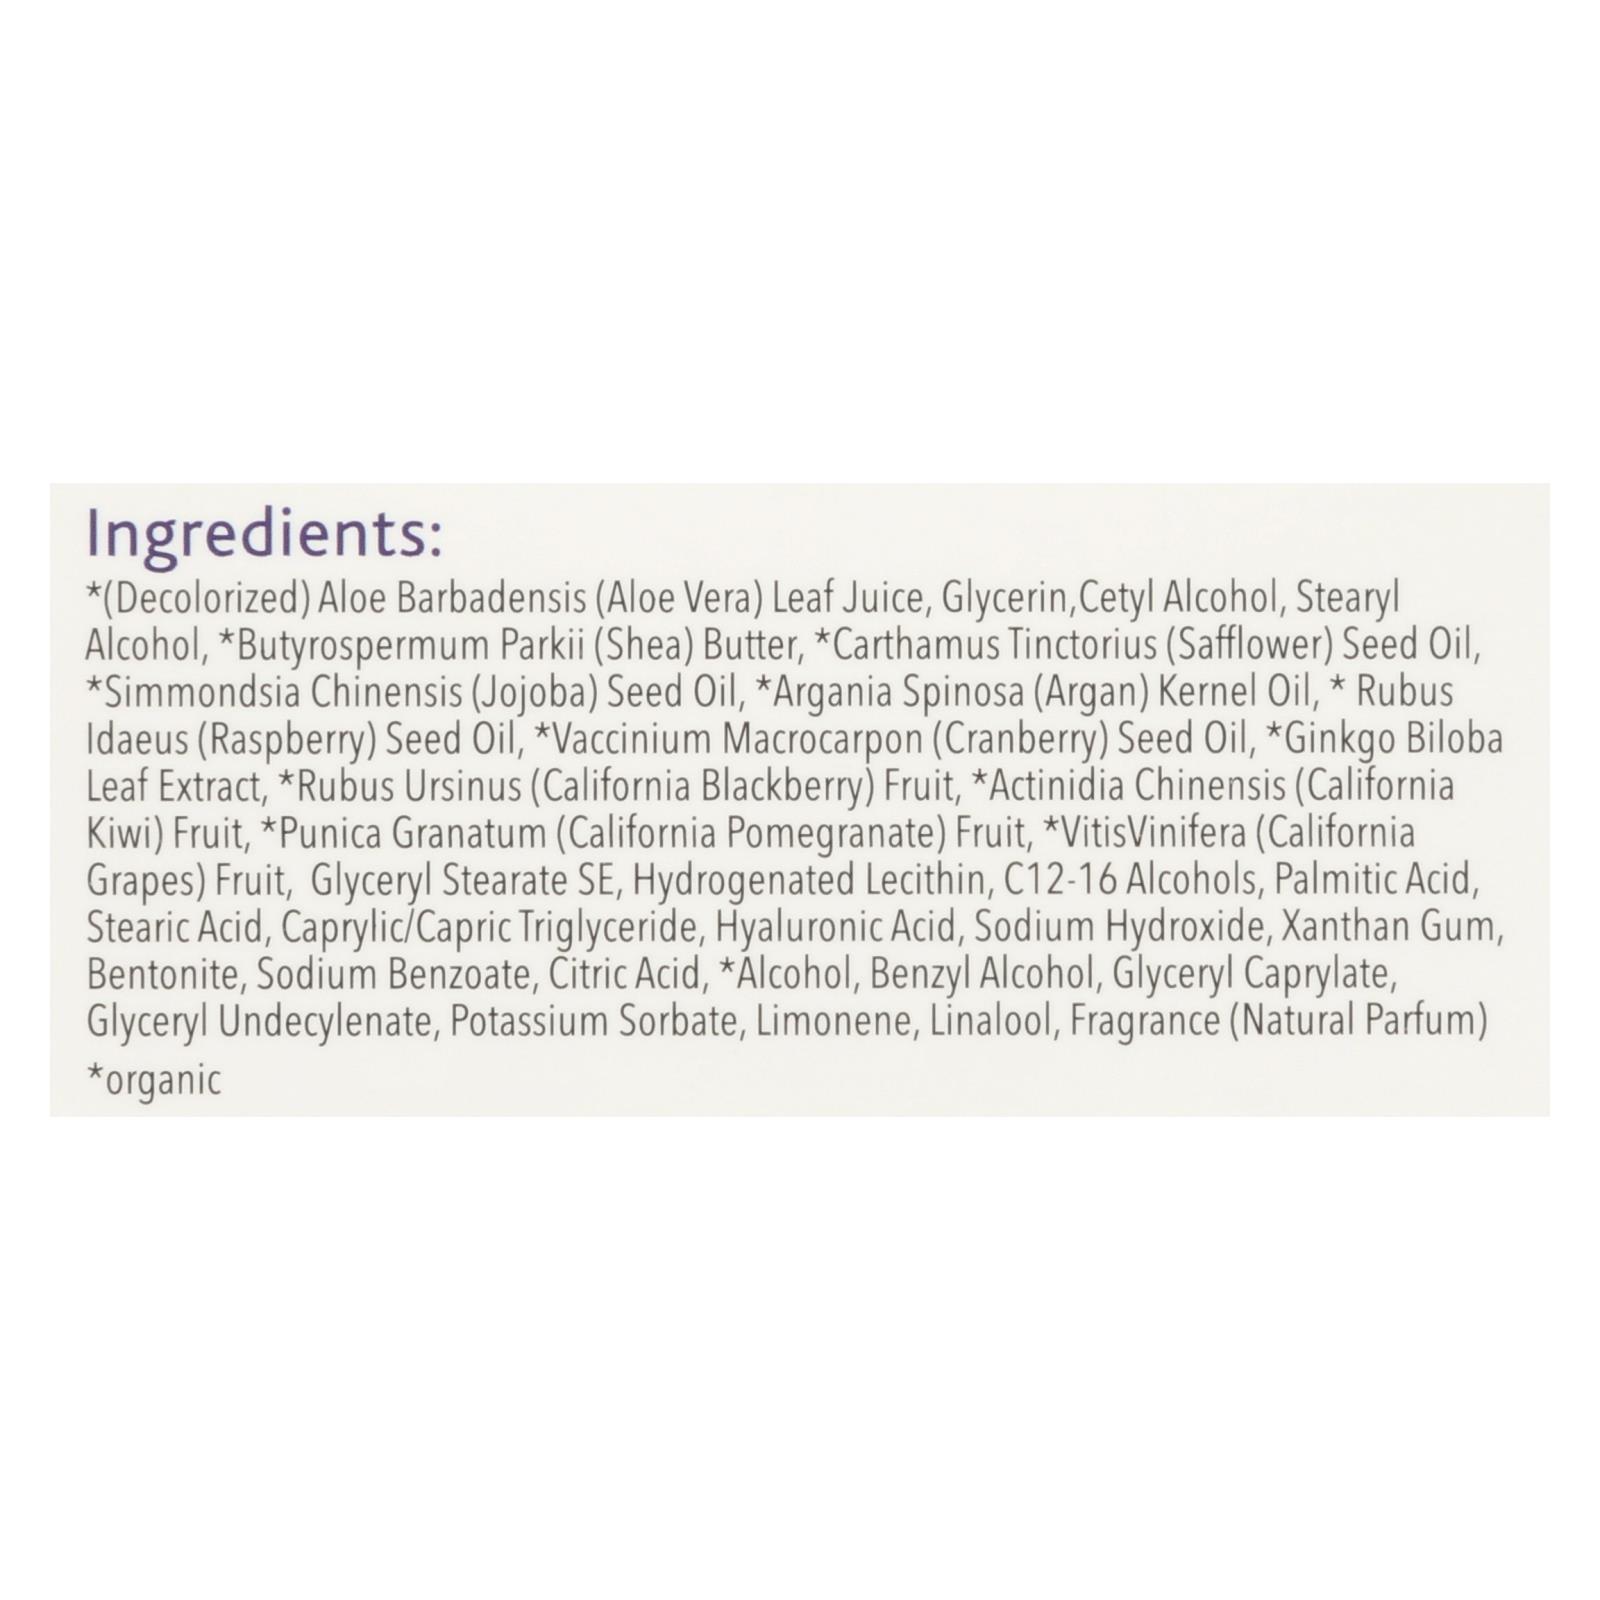 Ingredients:
*(Decolorized) Aloe Barbadensis (Aloe Vera) Leaf Juice, Glycerin,Cetyl Alcohol, Stearyl
Alcohol, *Butyrospermum Parkii (Shea) Butter, *Carthamus Tinctorius (Safflower) Seed Oil,
*Simmondsia Chinensis (Jojoba) Seed Oil, *Argania Spinosa (Argan) Kernel Oil, * Rubus
Idaeus (Raspberry) Seed Oil, *Vaccinium Macrocarpon (Cranberry) Seed Oil, *Ginkgo Biloba
Leaf Extract, *Rubus Ursinus (California Blackberry) Fruit, *Actinidia Chinensis (California
Kiwi) Fruit, *Punica Granatum (California Pomegranate) Fruit, *VitisVinifera (California
Grapes) Fruit, Glyceryl Stearate SE, Hydrogenated Lecithin, C12-16 Alcohols, Palmitic Acid,
Stearic Acid, Caprylic/Capric Triglyceride, Hyaluronic Acid, Sodium Hydroxide, Xanthan Gum,
Bentonite, Sodium Benzoate, Citric Acid, *Alcohol, Benzyl Alcohol, Glyceryl Caprylate,
Glyceryl Undecylenate, Potassium Sorbate, Limonene, Linalool, Fragrance (Natural Parfum)
*organic